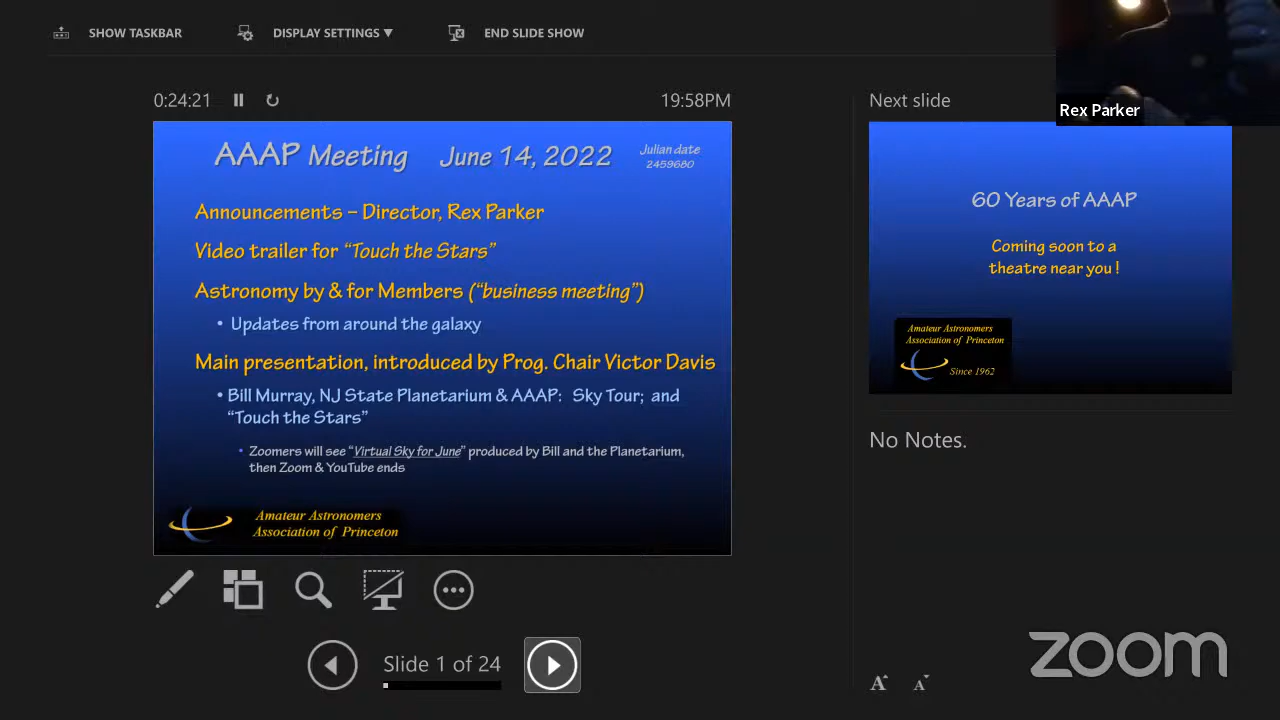 SHOW TASKBAR
DISPLAY SETTINGS ▼
END SLIDE SHOW
0:24:21
19:58PM
Next slide
Rex Parker
AAAP Meeting June 14, 2022
Julian date
2459680
Announcements – Director, Rex Parker
Video trailer for “Touch the Stars”
Astronomy by & for Members (“business meeting”)
• Updates from around the galaxy
Main presentation, introduced by Prog. Chair Victor Davis
• Bill Murray, NJ State Planetarium & AAAP: Sky Tour; and
“Touch the Stars”
• Zoomers will see “Virtual Sky for June” produced by Bill and the Planetarium,
then Zoom & YouTube ends
Amateur Astronomers
Association of Princeton
60 Years of AAAP
Coming soon to a
theatre near you !
Amateur Astronomers
Association of Princeton
Since 1962
No Notes.
Slide 1 of 24
zoom
A A